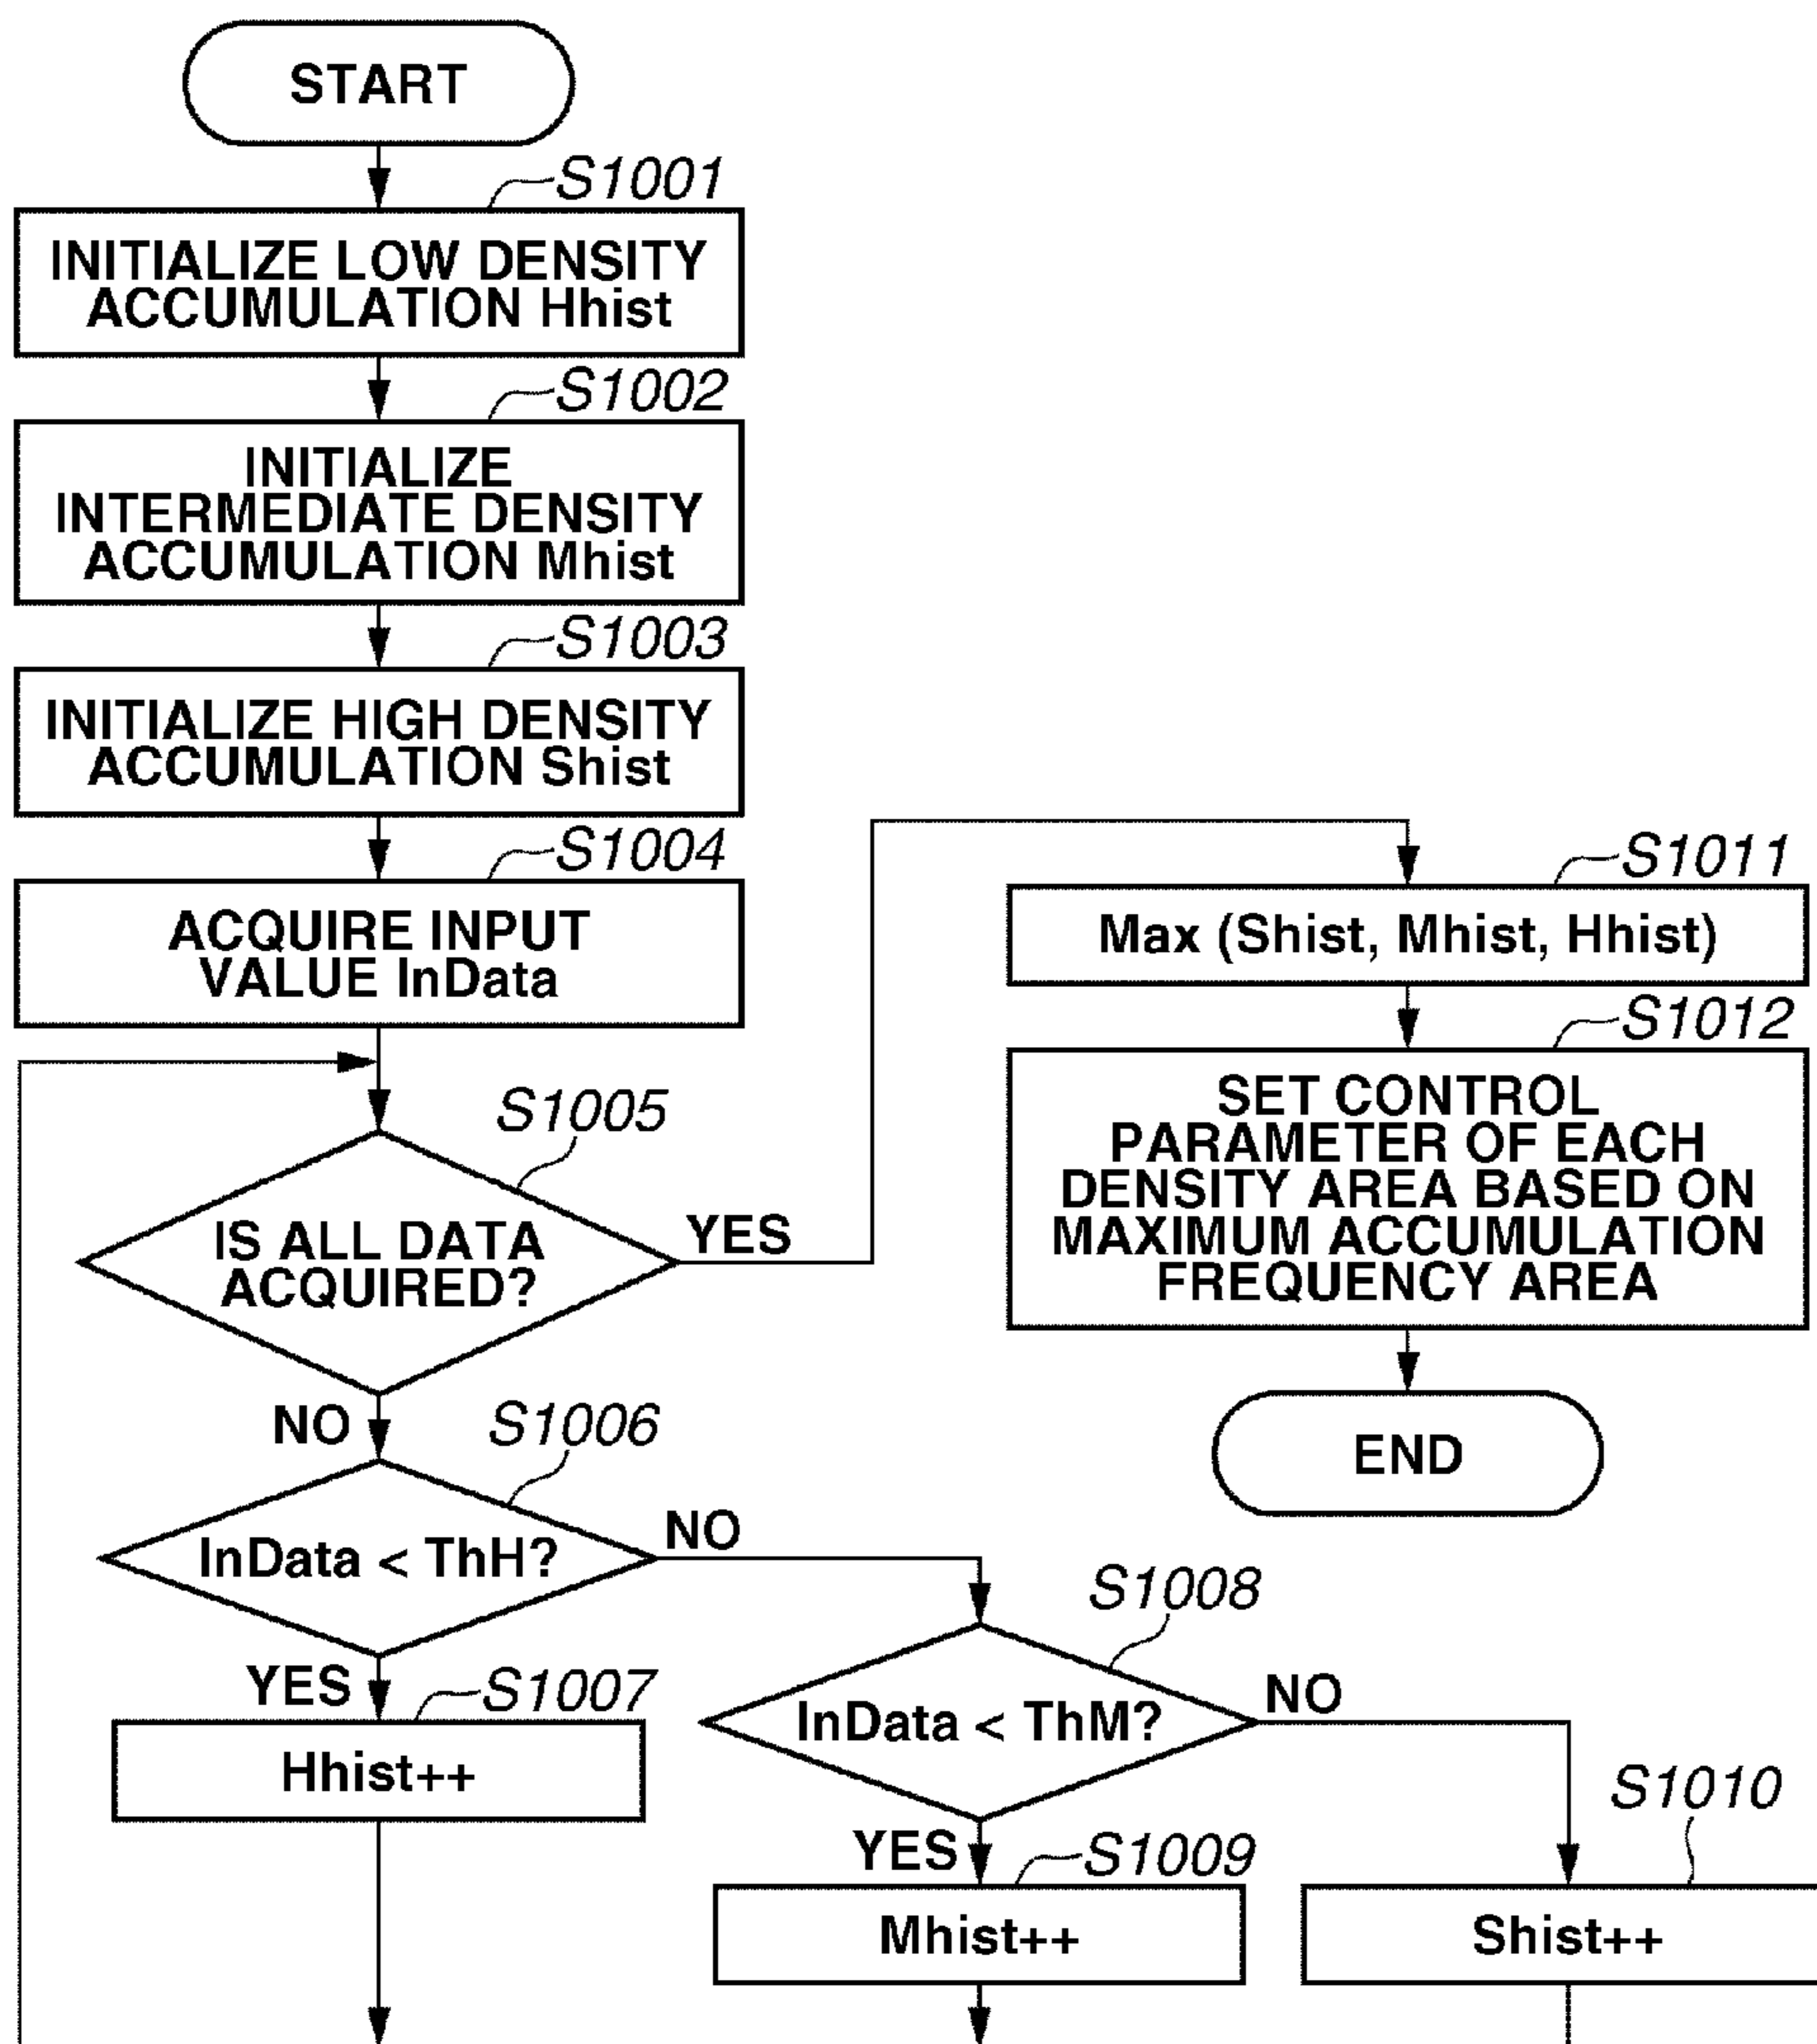 START
S1001
INITIALIZE LOW DENSITY
ACCUMULATION Hhist
S1002
INITIALIZE
INTERMEDIATE DENSITY
ACCUMULATION Mhist
S1003
INITIALIZE HIGH DENSITY
ACCUMULATION Shist
S1004
ACQUIRE INPUT
VALUE InData
S1005
IS ALL DATA
ACQUIRED?
YES
NO
S1006
InData < ThH?
NO
YES
S1007
Hhist++
S1008
InData < ThM?
NO
YES
S1009
Mhist++
S1010
Shist++
S1011
Max (Shist, Mhist, Hhist)
S1012
SET CONTROL
PARAMETER OF EACH
DENSITY AREA BASED ON
MAXIMUM ACCUMULATION
FREQUENCY AREA
END